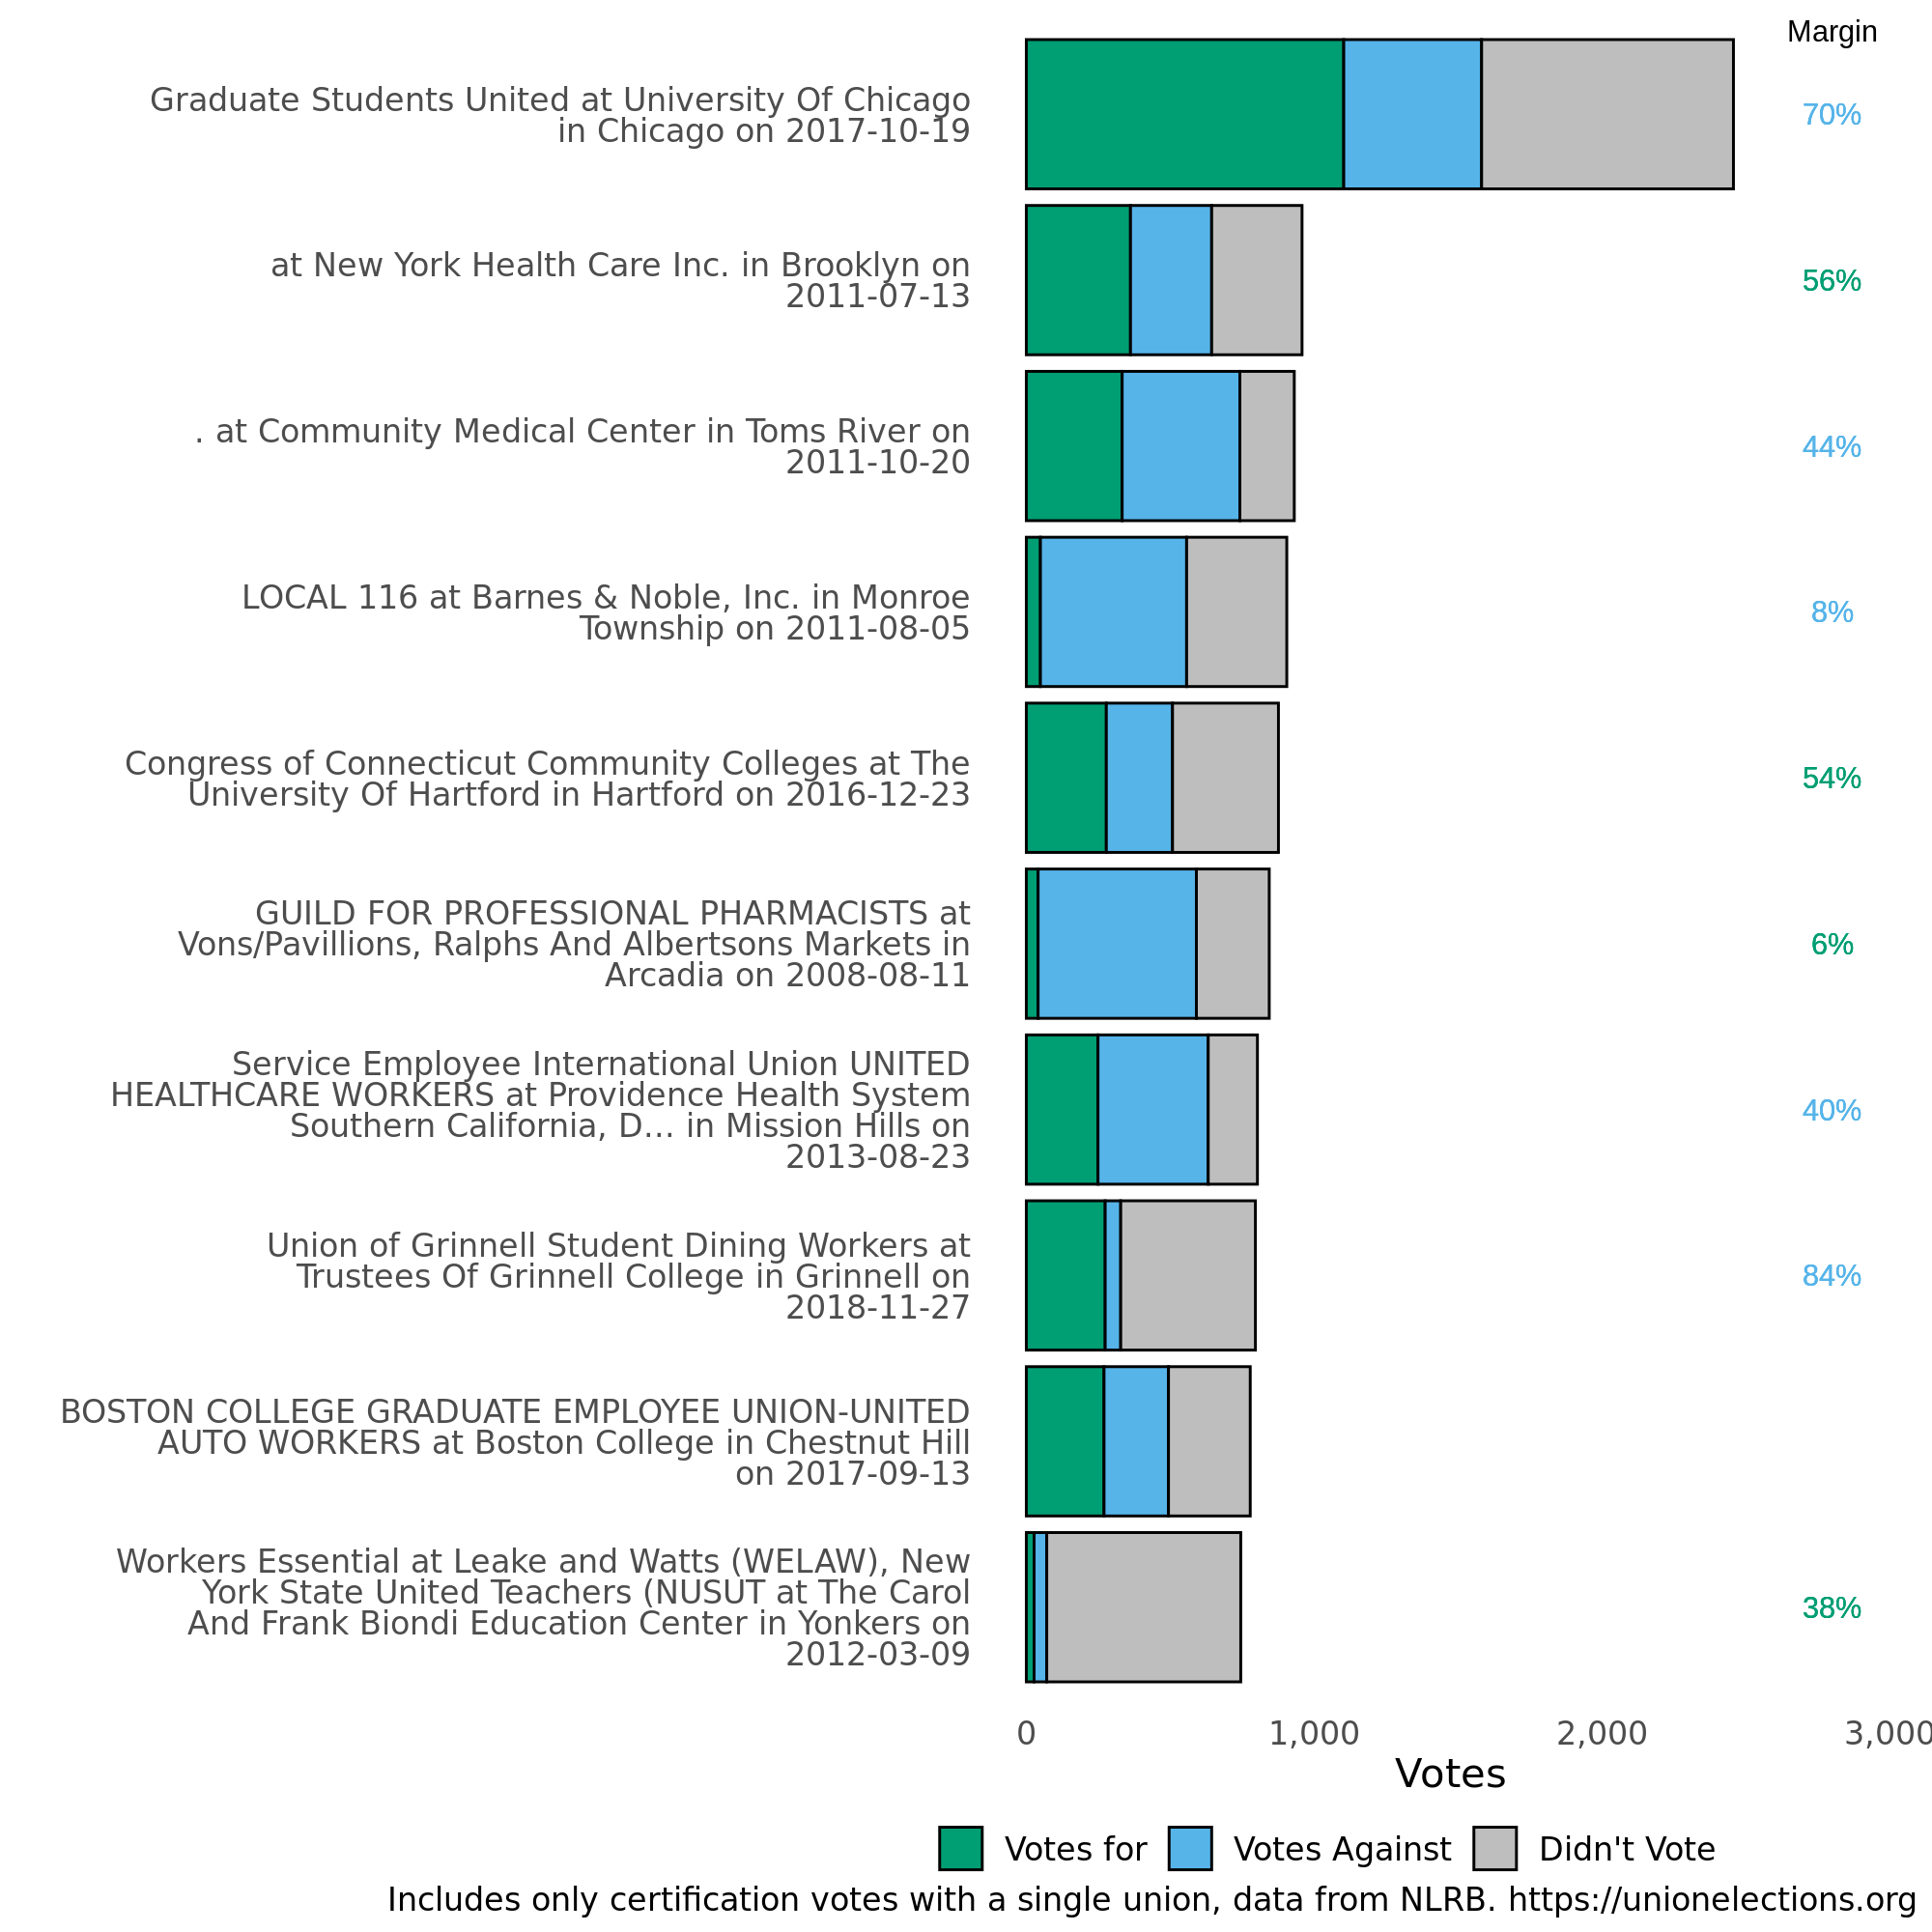 Margin
Graduate Students United at University Of Chicago
in Chicago on 2017-10-19
70%
at New York Health Care Inc. in Brooklyn on
2011-07-13
56%
. at Community Medical Center in Toms River on
2011-10-20
44%
LOCAL 116 at Barnes & Noble, Inc. in Monroe
Township on 2011-08-05
8%
Congress of Connecticut Community Colleges at The
University Of Hartford in Hartford on 2016-12-23
54%
GUILD FOR PROFESSIONAL PHARMACISTS at
Vons/Pavillions, Ralphs And Albertsons Markets in
Arcadia on 2008-08-11
6%
Service Employee International Union UNITED
HEALTHCARE WORKERS at Providence Health System
Southern California, D... in Mission Hills on
2013-08-23
40%
Union of Grinnell Student Dining Workers at
Trustees Of Grinnell College in Grinnell on
2018-11-27
84%
BOSTON COLLEGE GRADUATE EMPLOYEE UNION-UNITED
AUTO WORKERS at Boston College in Chestnut Hill
on 2017-09-13
Workers Essential at Leake and Watts (WELAW), New
York State United Teachers (NUSUT at The Carol
And Frank Biondi Education Center in Yonkers on
2012-03-09
38%
0 1,000 2,000 3,000
Votes
Votes for Votes Against Didn't Vote
Includes only certification votes with a single union, data from NLRB. https://unionelections.org